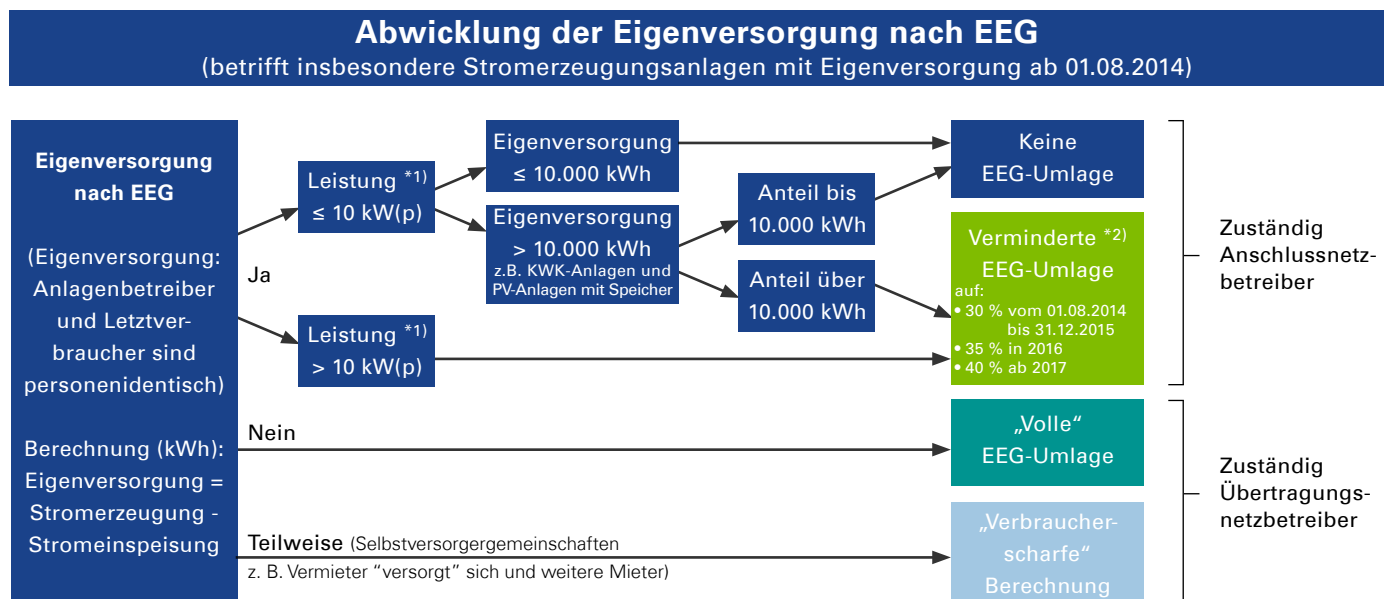 Abwicklung der Eigenversorgung nach EEG
(betrifft insbesondere Stromerzeugungsanlagen mit Eigenversorgung ab 01.08.2014)
Eigenversorgung
nach EEG
(Eigenversorgung:
Anlagenbetreiber
und Letztver-
braucher sind
personenidentisch)
Berechnung (kWh):
Eigenversorgung =
Stromerzeugung -
Stromeinspeisung
Ja
Leistung *1)
≤ 10 kW(p)
Leistung *1)
> 10 kW(p)
Eigenversorgung
≤ 10.000 kWh
Eigenversorgung
> 10.000 kWh
z.B. KWK-Anlagen und
PV-Anlagen mit Speicher
Anteil bis
10.000 kWh
Anteil über
10.000 kWh
Keine
EEG-Umlage
Verminderte *2)
EEG-Umlage
auf:
• 30 % vom 01.08.2014
bis 31.12.2015
• 35 % in 2016
• 40 % ab 2017
Zuständig
Anschlussnetz-
betreiber
Nein
„Volle“
EEG-Umlage
Teilweise (Selbstversorgergemeinschaften
z. B. Vermieter “versorgt” sich und weitere Mieter)
„Verbraucher-
scharfe“
Berechnung
Zuständig
Übertragungs-
netzbetreiber